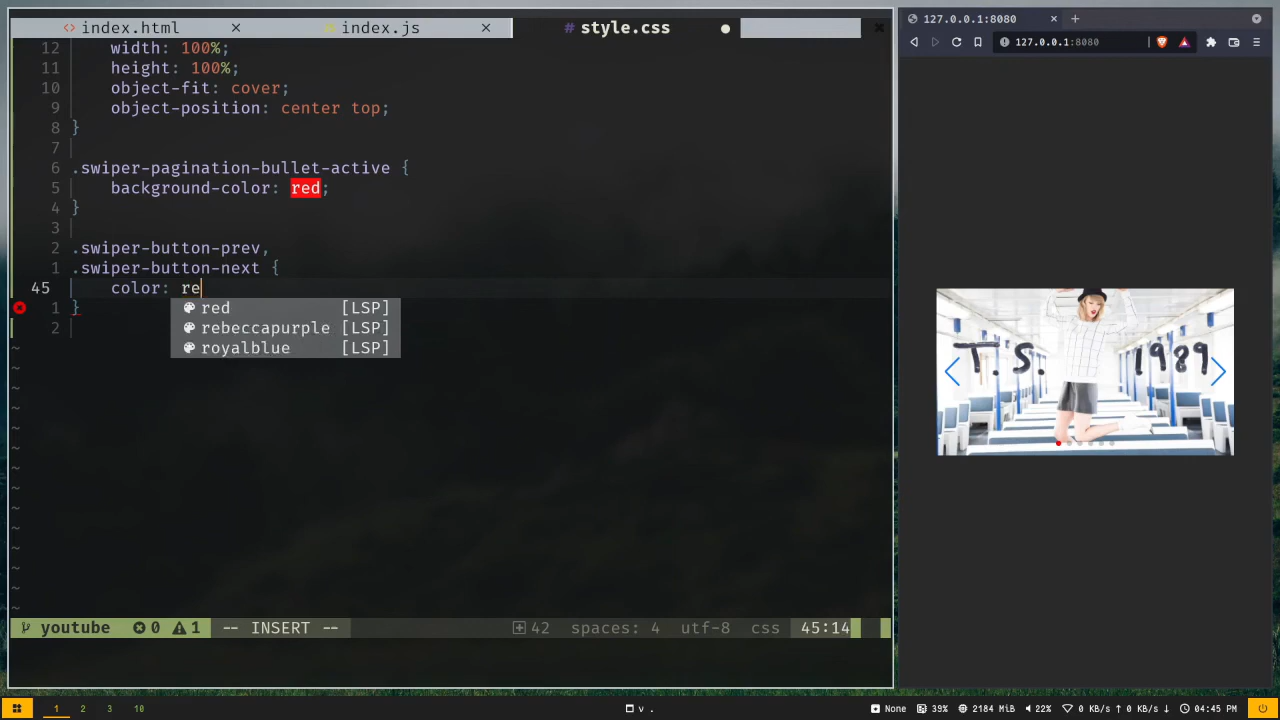 index.html
index.js
# style.css
127.0.0.1:8080
127.0.0.1:8080
12 width: 100%;
11 height: 100%;
10 object-fit: cover;
9 object-position: center top;
8 }
7
6 .swiper-pagination-bullet-active {
5 background-color: red;
4 }
3
2 .swiper-button-prev,
1 .swiper-button-next {
45 color: re
1 }
2
red [LSP]
rebeccapurple [LSP]
royalblue [LSP]
~
~
~
~
~
~
~
~
~
~
~
~
~
~
T.S. 1989
youtube 0 1 -- INSERT -- 42 spaces: 4 utf-8 css 45:14
1 2 3 10 v . None 39% 2184 MiB 22% 0 KB/s ↑ 0 KB/s ↓ 04:45 PM